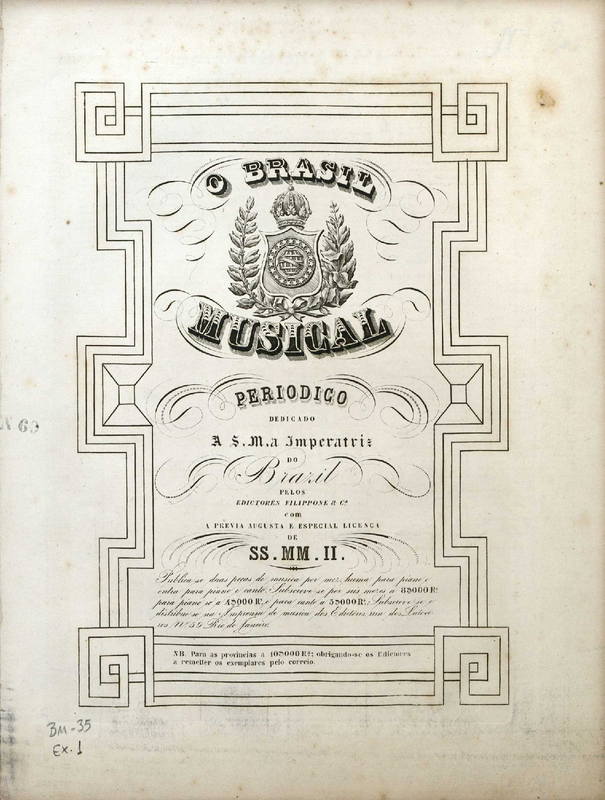 O BRASIL
MUSICAL
PERIODICO
DEDICADO
A S.M.a Imperatriz
DO
Brazil
PELOS
EDICTORES FILIPPONE & Cª
com
A PREVIA AUGUSTA E ESPECIAL LICENÇA
DE
SS.MM.II.
Publica-se duas peças de musica por mez, huma para piano e
outra para piano e canto; Subscreve-se por seis mezes a 8$000 Rˢ
para piano so a 4$000 Rˢ, e para canto a 5$000 Rˢ; Subscreve-se e
distribue-se na Imprensa de musica dos Edictores, rua dos Latoei-
ros, Nº 59, Rio de Janeiro.
NB. Para as provincias a 10$000 Rˢ; obrigando-se os Edictores
a remetter os exemplares pelo correio.
BM-35
Ex. 1